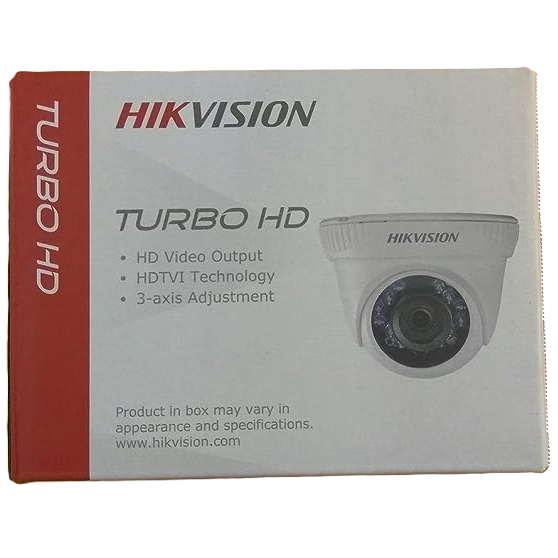 TURBO HD
HIKVISION
TURBO HD
• HD Video Output
• HDTVI Technology
• 3-axis Adjustment
HIKVISION
Product in box may vary in
appearance and specifications.
www.hikvision.com